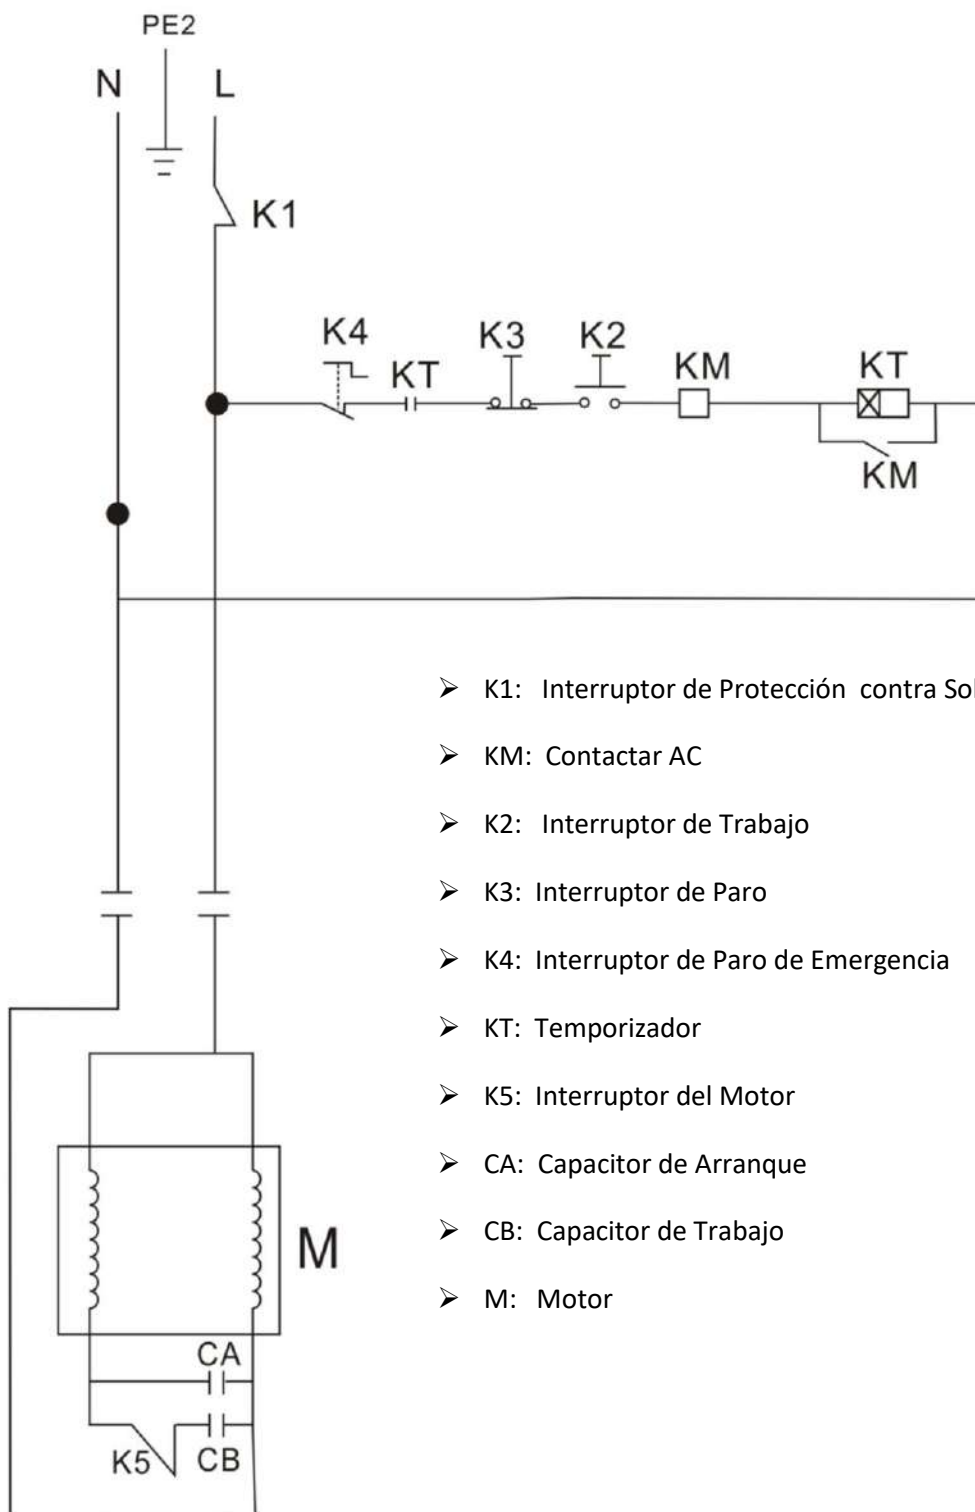 PE2
N L
K1
K4 KT K3 K2 KM KT
KM
K1: Interruptor de Protección contra
KM: Contactar AC
K2: Interruptor de Trabajo
K3: Interruptor de Paro
K4: Interruptor de Paro de Emergencia
KT: Temporizador
K5: Interruptor del Motor
CA: Capacitor de Arranque
CB: Capacitor de Trabajo
M: Motor
M
CA
K5 CB